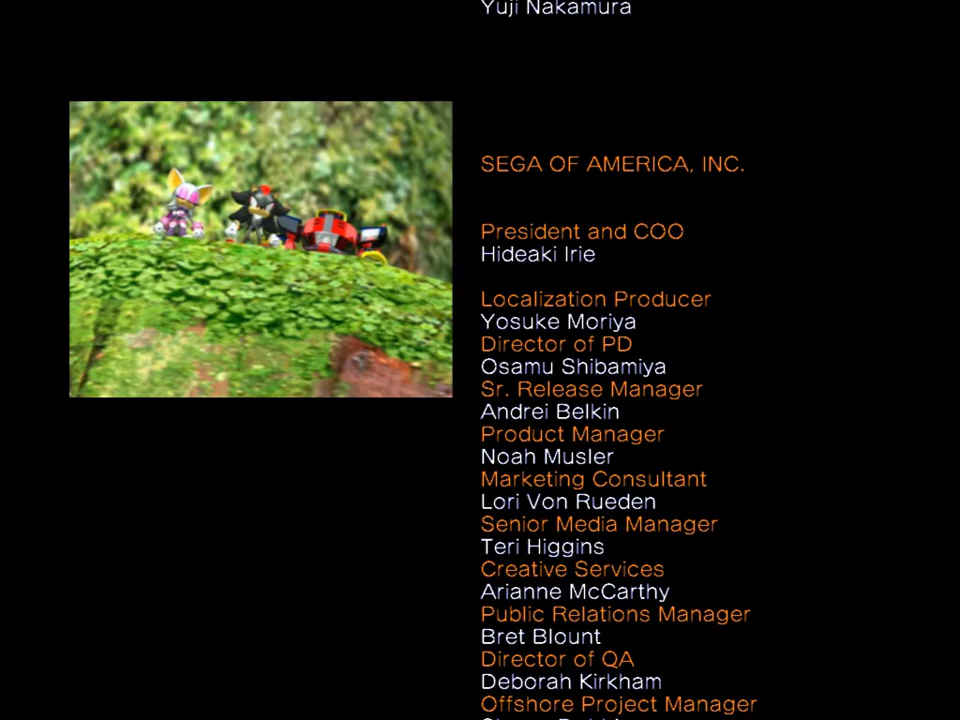 Yuji Nakamura
SEGA OF AMERICA, INC.
President and COO
Hideaki Irie
Localization Producer
Yosuke Moriya
Director of PD
Osamu Shibamiya
Sr. Release Manager
Andrei Belkin
Product Manager
Noah Musler
Marketing Consultant
Lori Von Rueden
Senior Media Manager
Teri Higgins
Creative Services
Arianne McCarthy
Public Relations Manager
Bret Blount
Director of QA
Deborah Kirkham
Offshore Project Manager